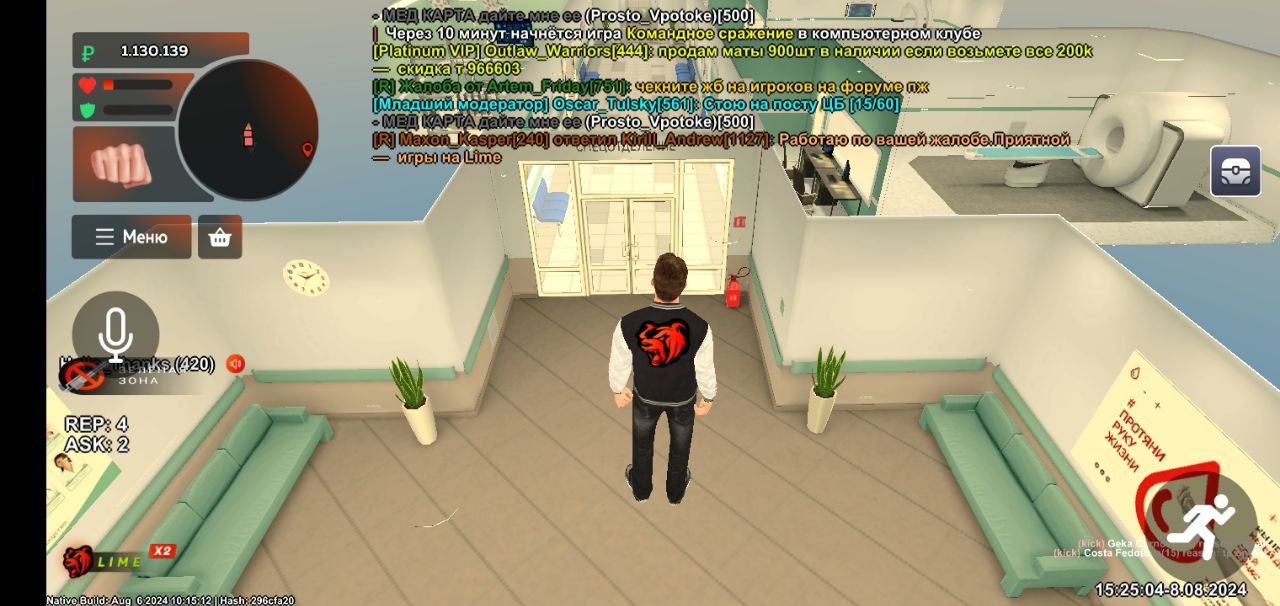 - МЕД КАРТА дайте мне ее (Prosto_Vpotoke)[500]
| Через 10 минут начнётся игра Командное сражение в компьютерном клубе
[Platinum VIP] Outlaw_Warriors[444]: продам маты 900шт в наличии если возьмете все 200k
— скидка т 966603
[R] Жалоба от Artem_Friday[751]: чекните жб на игроков на форуме пж
[Младший модератор] Oscar_Tulsky[561]: Стою на посту ЦБ [15/60]
- МЕД КАРТА дайте мне ее (Prosto_Vpotoke)[500]
[R] Maxon_Kasper[240] ответил Kirill_Andrew[1127]: Работаю по вашей жалобе.Приятной
— игры на Lime
₽ 1.130.139
Меню
(420)
ЗЕЛЕНАЯ
ЗОНА
REP: 4
ASK: 2
# ПРОТЯНИ
РУКУ
ЖИЗНИ
LIME X2
(kick) Geka
(kick) Costa
15:25:04-8.08.2024
Native Build: Aug 6 2024 10:15:12 | Hash: 296cfa20